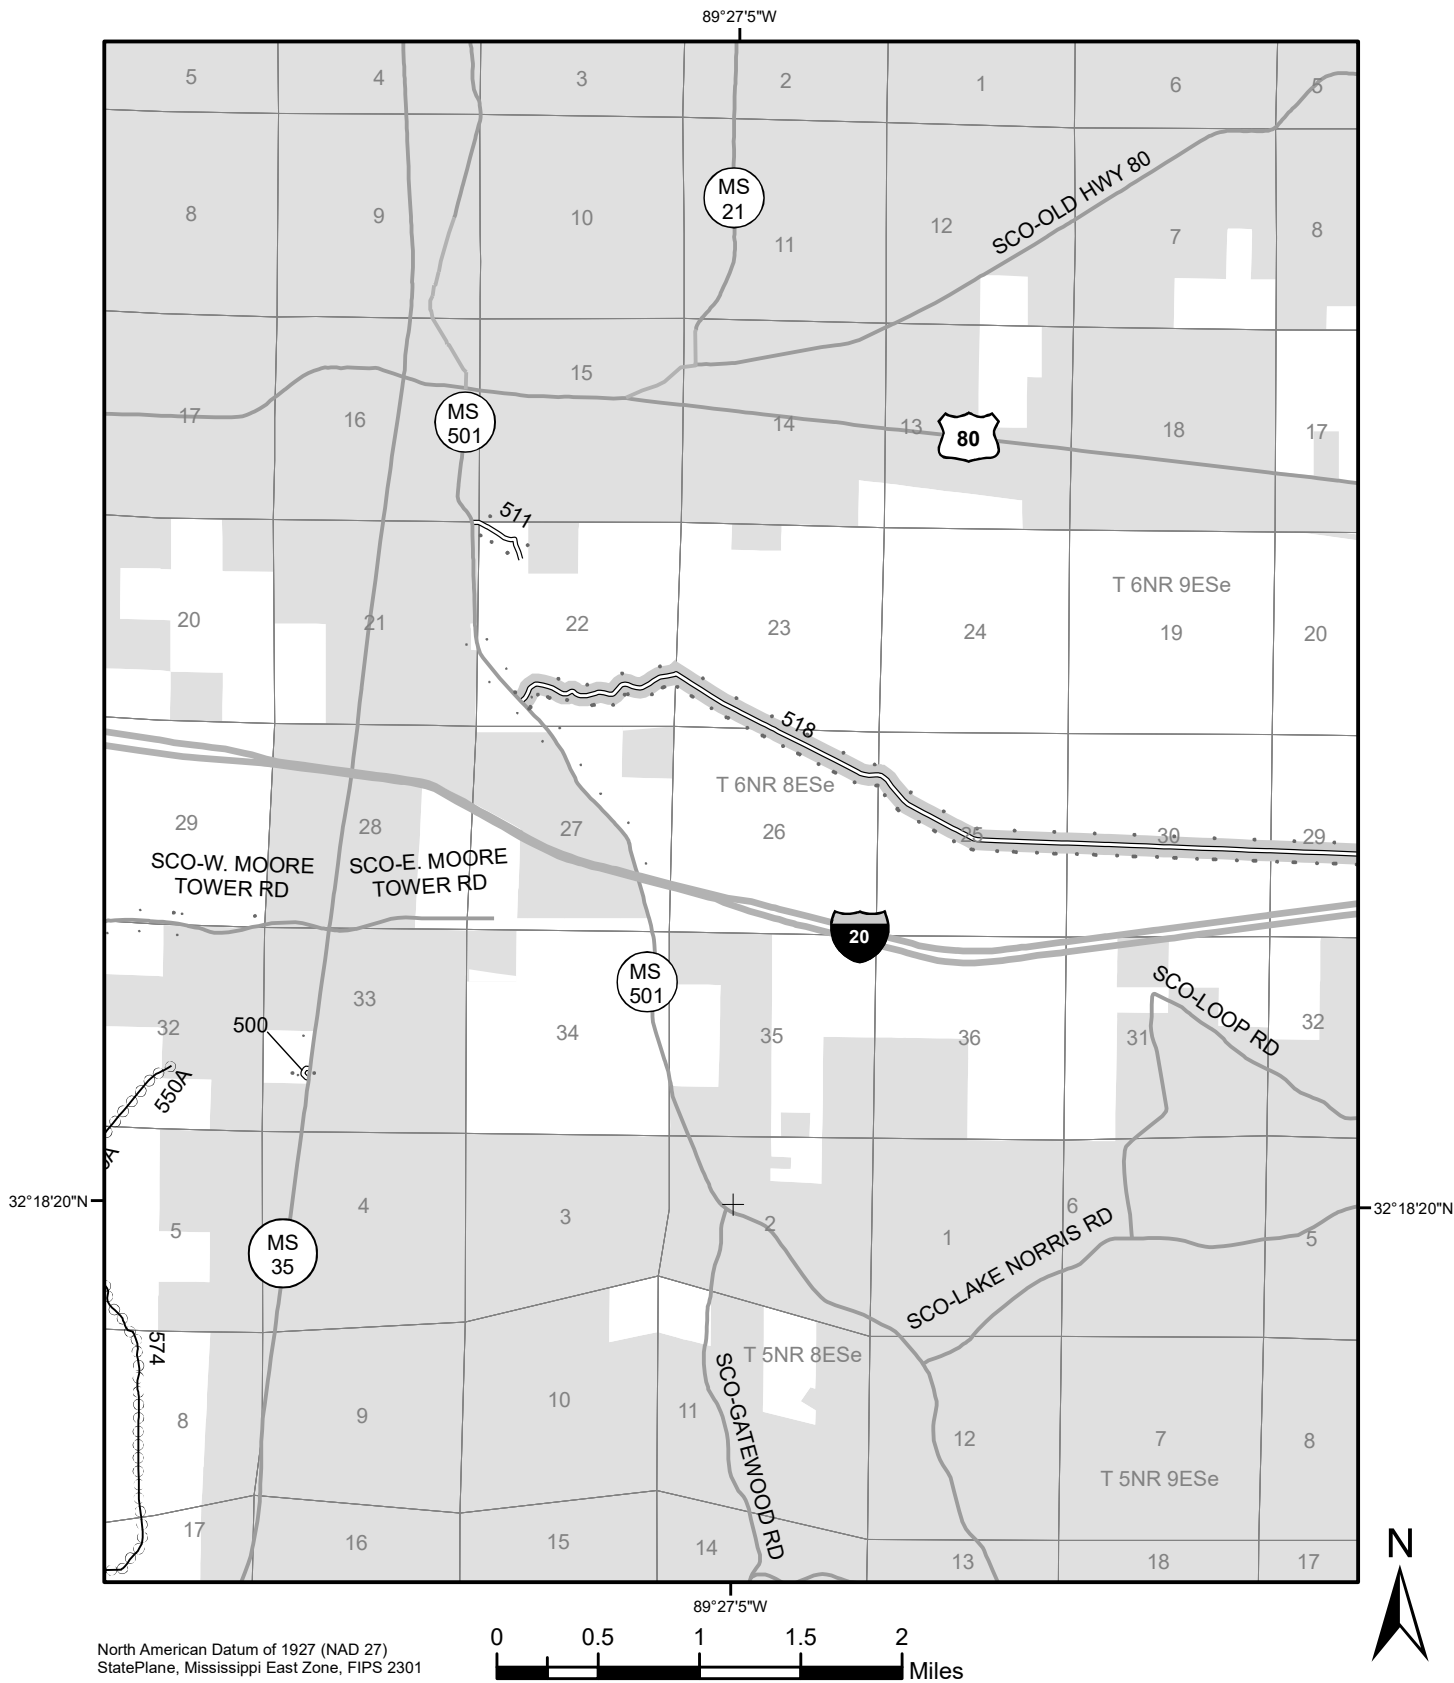 89°27'5"W
5
4
3
2
1
6
5
MS
21
SCO-OLD HWY 80
8
9
10
11
12
7
8
15
17
16
MS
501
14
13
80
18
17
511
T 6NR 9ESe
20
21
22
23
24
19
20
518
T 6NR 8ESe
29
28
27
26
25
30
29
SCO-W. MOORE
TOWER RD
SCO-E. MOORE
TOWER RD
20
MS
501
SCO-LOOP RD
33
32
500
34
35
36
31
32
550A
A
32°18'20"N
32°18'20"N
4
3
2
6
5
1
5
MS
35
SCO-LAKE NORRIS RD
574
T 5NR 8ESe
SCO-GATEWOOD RD
8
9
10
11
12
7
8
T 5NR 9ESe
17
16
15
14
13
18
17
N
89°27'5"W
North American Datum of 1927 (NAD 27)
StatePlane, Mississippi East Zone, FIPS 2301
0 0.5 1 1.5 2
Miles